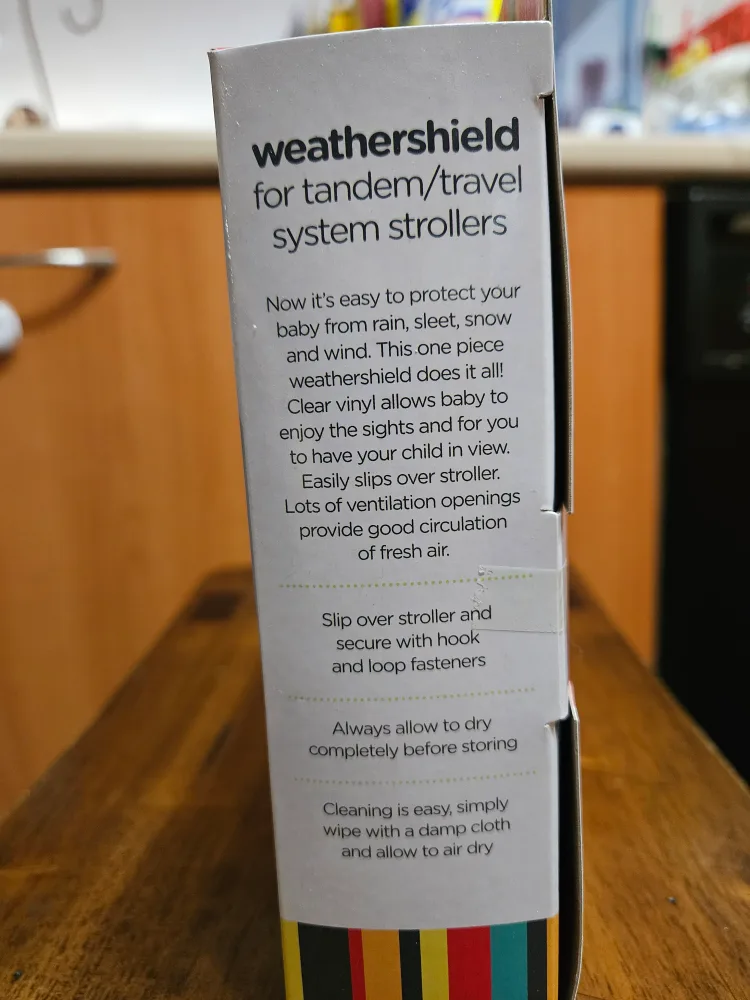 weathershield
for tandem/travel
system strollers
Now it's easy to protect your
baby from rain, sleet, snow
and wind. This one piece
weathershield does it all!
Clear vinyl allows baby to
enjoy the sights and for you
to have your child in view.
Easily slips over stroller.
Lots of ventilation openings
provide good circulation
of fresh air.
Slip over stroller and
secure with hook
and loop fasteners
Always allow to dry
completely before storing
Cleaning is easy, simply
wipe with a damp cloth
and allow to air dry